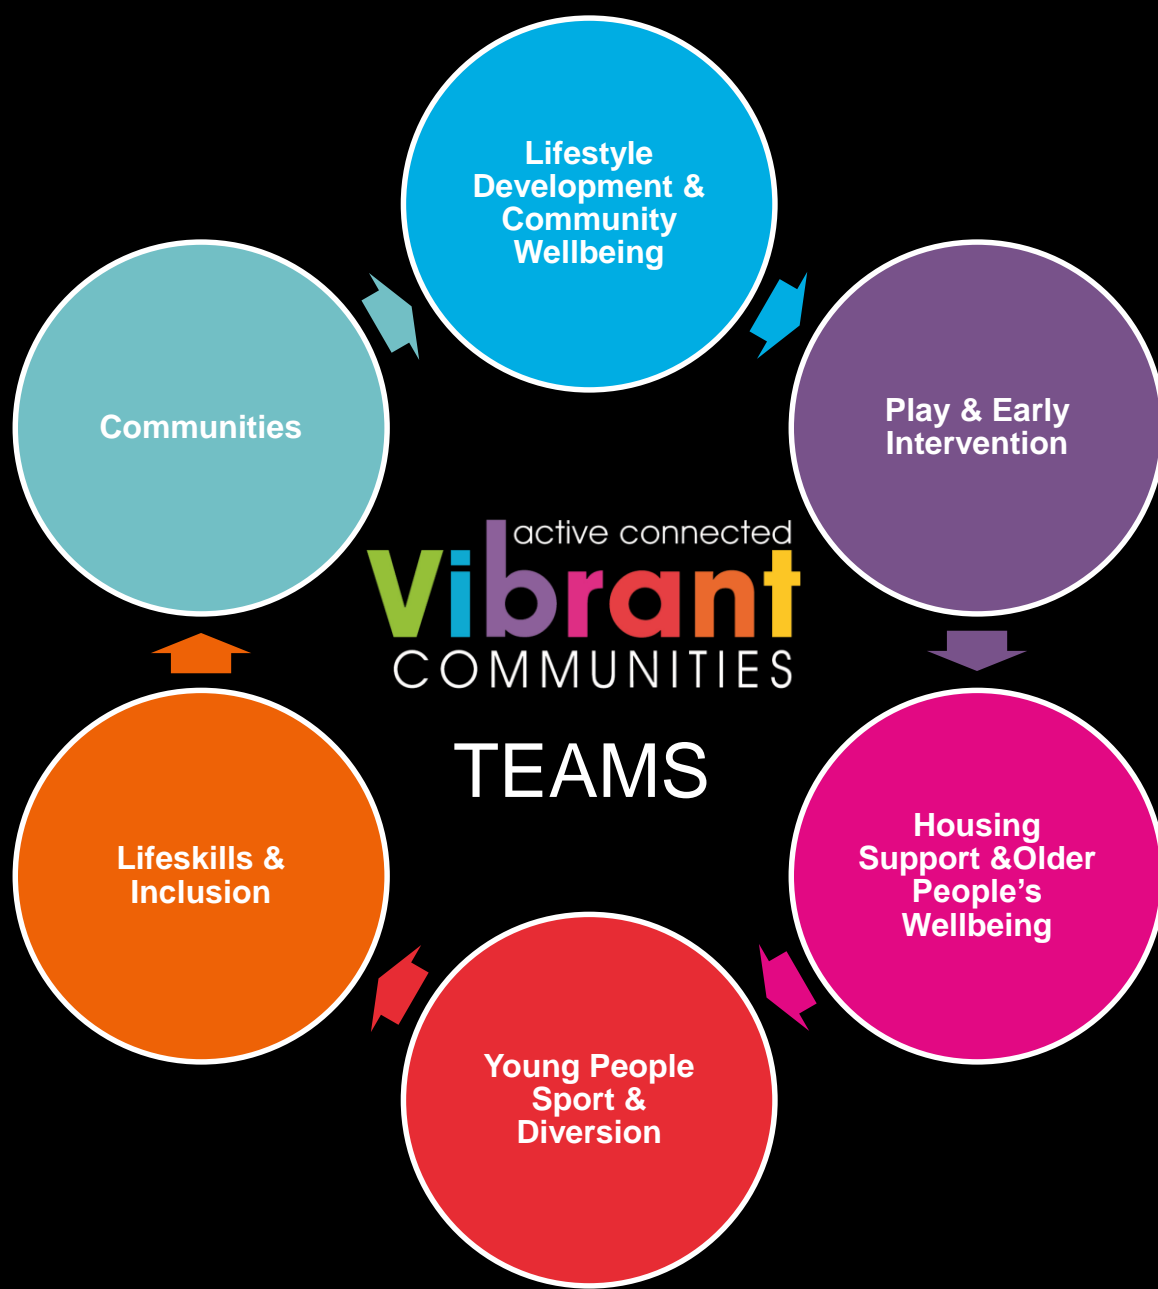 Lifestyle
Development &
Community
Wellbeing
Play & Early
Intervention
Housing
Support &Older
People’s
Wellbeing
Young People
Sport &
Diversion
Lifeskills &
Inclusion
Communities
active connected
Vibrant
COMMUNITIES
TEAMS